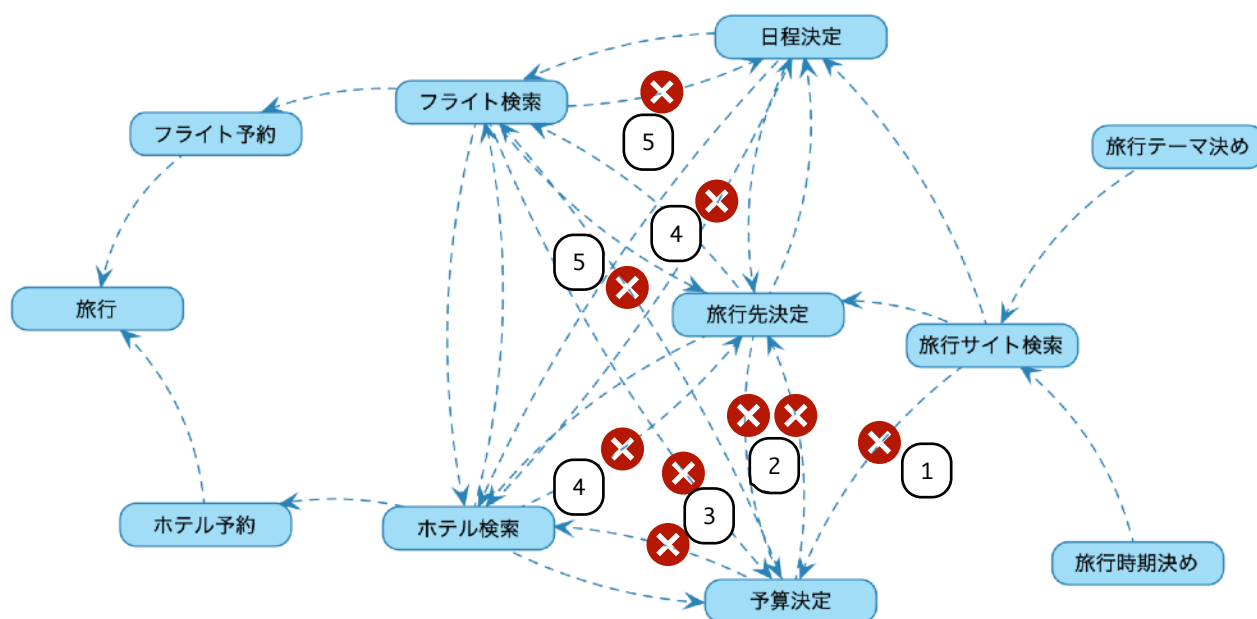 日程決定
フライト検索
フライト予約
5
旅行テーマ決め
4
5
旅行
旅行先決定
旅行サイト検索
2
1
4
3
ホテル予約
ホテル検索
旅行時期決め
予算決定